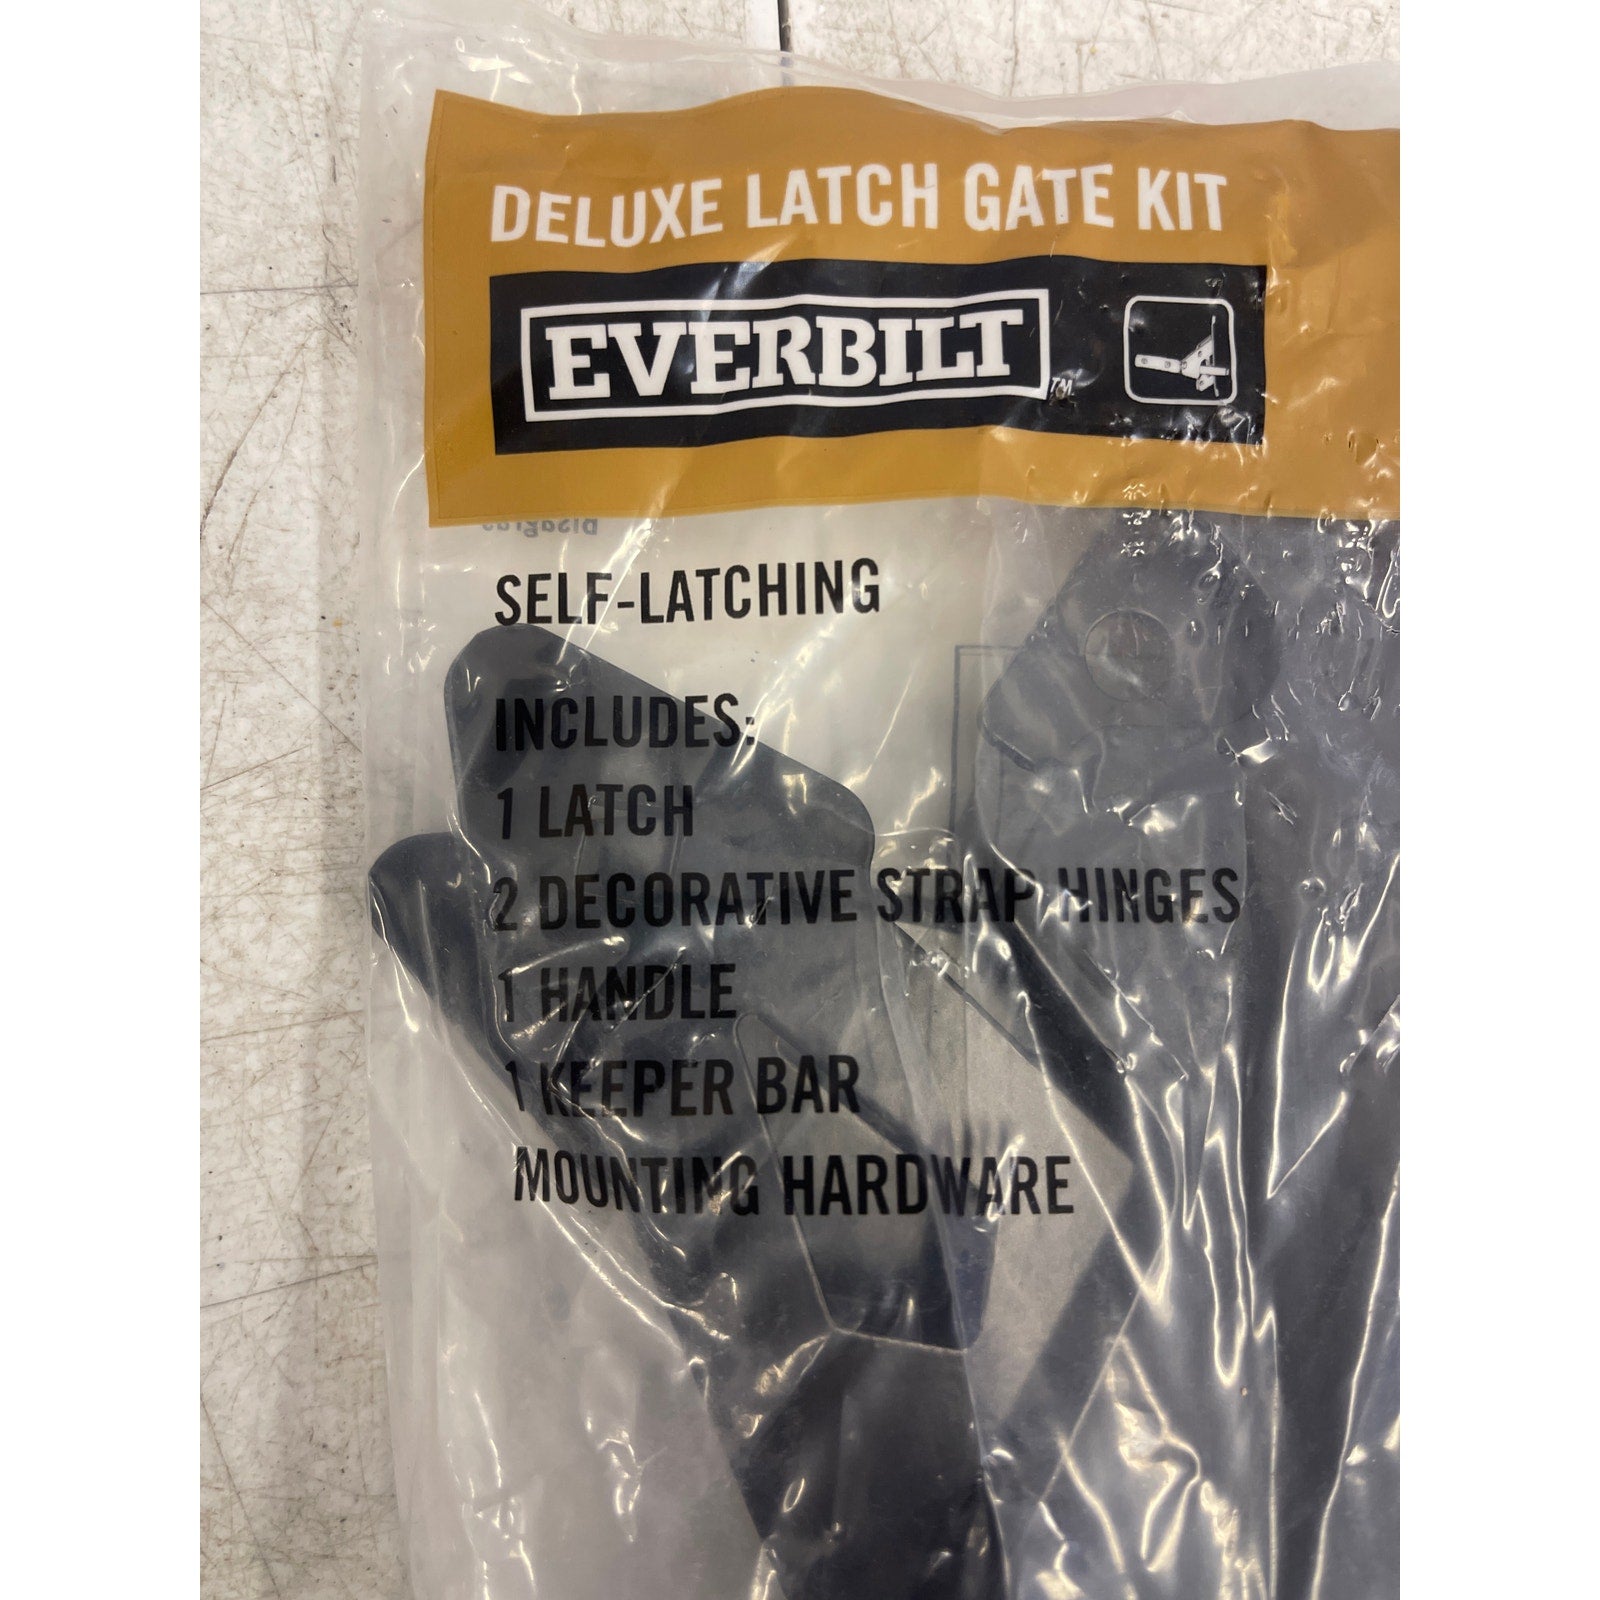 DELUXE LATCH GATE KIT
EVERBILT TM
SELF-LATCHING
INCLUDES:
1 LATCH
2 DECORATIVE STRAP HINGES
1 HANDLE
1 KEEPER BAR
MOUNTING HARDWARE